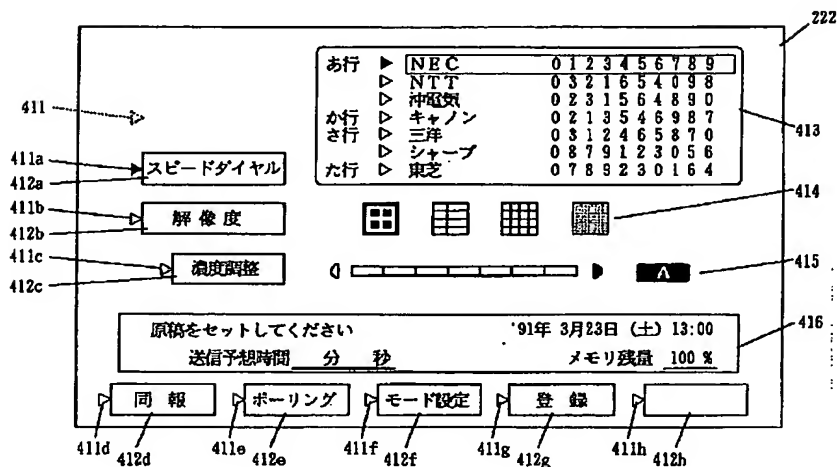 222
あ行 ▶ NEC 0123456789
▷ NTT 0321654098
▷ 沖電気 0231564890
か行 ▷ キャノン 0213546987
さ行 ▷ 三洋 0312465870
▷ シャープ 0879123056
た行 ▷ 東芝 0789230164
413
411
411a
412a
スピードダイヤル
411b
412b
解像度
414
411c
412c
濃度調整
A
415
原稿をセットしてください '91年 3月23日 (土) 13:00
送信予想時間 分 秒 メモリ残量 100 %
416
同報 ポーリング モード設定 登録
411d 412d 411e 412e 411f 412f 411g 412g 411h 412h